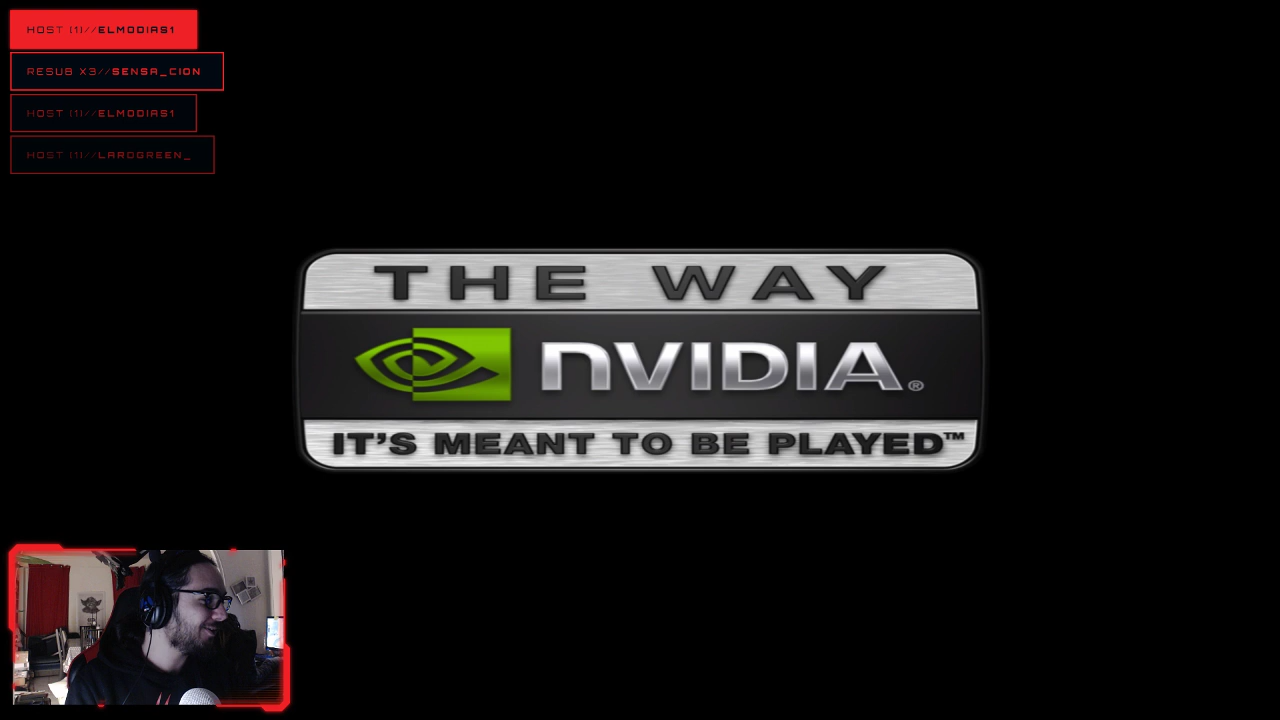 HOST (1)//ELMODIAS1
RESUB X3//SENSA_CION
HOST (1)//ELMODIAS1
HOST (1)//LARDGREEN_
THE WAY
NVIDIA®
IT'S MEANT TO BE PLAYED™